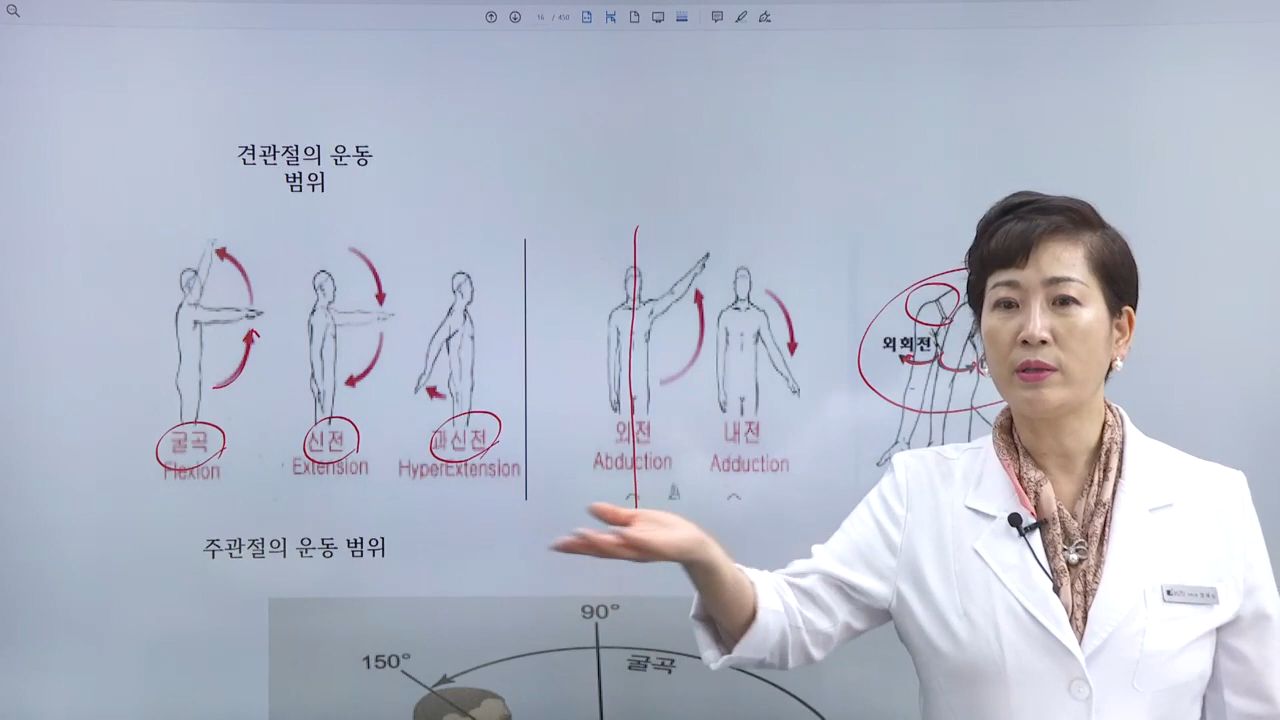 16 / 450
견관절의 운동
범위
굴곡
Flexion
신전
Extension
과신전
HyperExtension
외전
Abduction
내전
Adduction
외회전
주관절의 운동 범위
90°
150°
굴곡